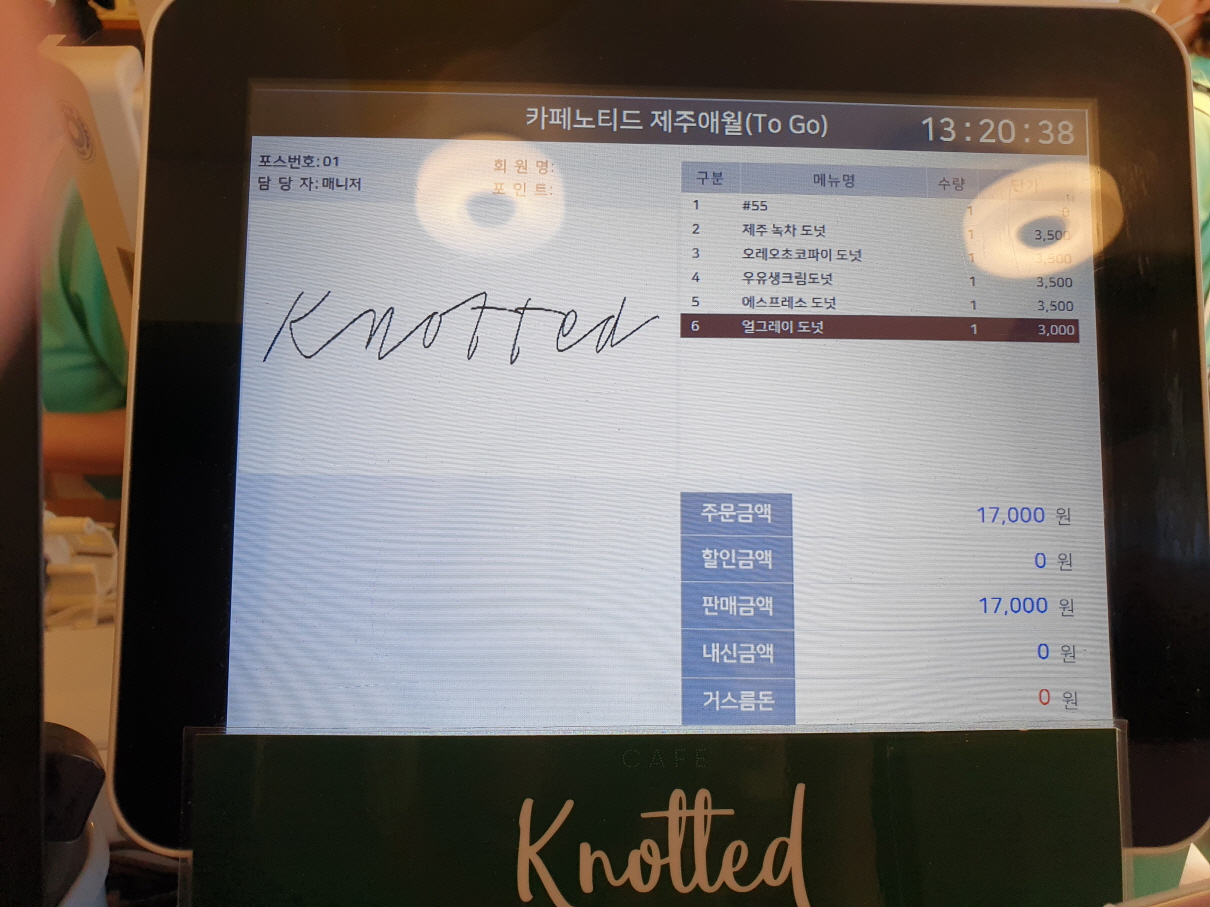 카페노티드 제주애월(To Go) 13:20:38
포스번호:01
담 당 자:매니저
회 원 명:
포 인 트:
구분 메뉴명 수량 단가
1 #55 1 0
2 제주 녹차 도넛 1 3,500
3 오레오초코파이 도넛 1 3,500
4 우유생크림도넛 1 3,500
5 에스프레소 도넛 1 3,500
6 얼그레이 도넛 1 3,000
Knotted
주문금액 17,000 원
할인금액 0 원
판매금액 17,000 원
내신금액 0 원
거스름돈 0 원
CAFE
Knotted